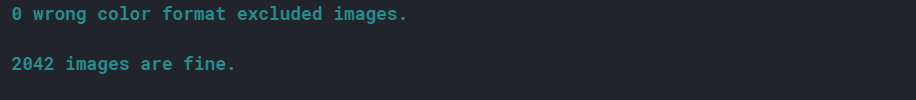 0 wrong color format excluded images.
2042 images are fine.